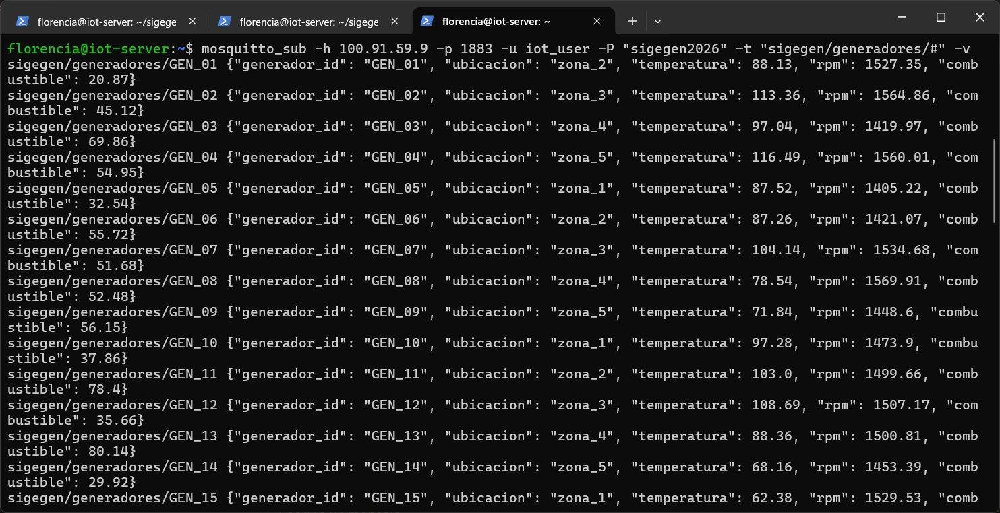 florencia@iot-server: ~/sigege
florencia@iot-server: ~/sigege
florencia@iot-server: ~
florencia@iot-server:~$ mosquitto_sub -h 100.91.59.9 -p 1883 -u iot_user -P "sigegen2026" -t "sigegen/generadores/#" -v
sigegen/generadores/GEN_01 {"generador_id": "GEN_01", "ubicacion": "zona_2", "temperatura": 88.13, "rpm": 1527.35, "comb
ustible": 20.87}
sigegen/generadores/GEN_02 {"generador_id": "GEN_02", "ubicacion": "zona_3", "temperatura": 113.36, "rpm": 1564.86, "com
bustible": 45.12}
sigegen/generadores/GEN_03 {"generador_id": "GEN_03", "ubicacion": "zona_4", "temperatura": 97.04, "rpm": 1419.97, "comb
ustible": 69.86}
sigegen/generadores/GEN_04 {"generador_id": "GEN_04", "ubicacion": "zona_5", "temperatura": 116.49, "rpm": 1560.01, "com
bustible": 54.95}
sigegen/generadores/GEN_05 {"generador_id": "GEN_05", "ubicacion": "zona_1", "temperatura": 87.52, "rpm": 1405.22, "comb
ustible": 32.54}
sigegen/generadores/GEN_06 {"generador_id": "GEN_06", "ubicacion": "zona_2", "temperatura": 87.26, "rpm": 1421.07, "comb
ustible": 55.72}
sigegen/generadores/GEN_07 {"generador_id": "GEN_07", "ubicacion": "zona_3", "temperatura": 104.14, "rpm": 1534.68, "com
bustible": 51.68}
sigegen/generadores/GEN_08 {"generador_id": "GEN_08", "ubicacion": "zona_4", "temperatura": 78.54, "rpm": 1569.91, "comb
ustible": 52.48}
sigegen/generadores/GEN_09 {"generador_id": "GEN_09", "ubicacion": "zona_5", "temperatura": 71.84, "rpm": 1448.6, "combu
stible": 56.15}
sigegen/generadores/GEN_10 {"generador_id": "GEN_10", "ubicacion": "zona_1", "temperatura": 97.28, "rpm": 1473.9, "combu
stible": 37.86}
sigegen/generadores/GEN_11 {"generador_id": "GEN_11", "ubicacion": "zona_2", "temperatura": 103.0, "rpm": 1499.66, "comb
ustible": 78.4}
sigegen/generadores/GEN_12 {"generador_id": "GEN_12", "ubicacion": "zona_3", "temperatura": 108.69, "rpm": 1507.17, "com
bustible": 35.66}
sigegen/generadores/GEN_13 {"generador_id": "GEN_13", "ubicacion": "zona_4", "temperatura": 88.36, "rpm": 1500.81, "comb
ustible": 80.14}
sigegen/generadores/GEN_14 {"generador_id": "GEN_14", "ubicacion": "zona_5", "temperatura": 68.16, "rpm": 1453.39, "comb
ustible": 29.92}
sigegen/generadores/GEN_15 {"generador_id": "GEN_15", "ubicacion": "zona_1", "temperatura": 62.38, "rpm": 1529.53, "comb